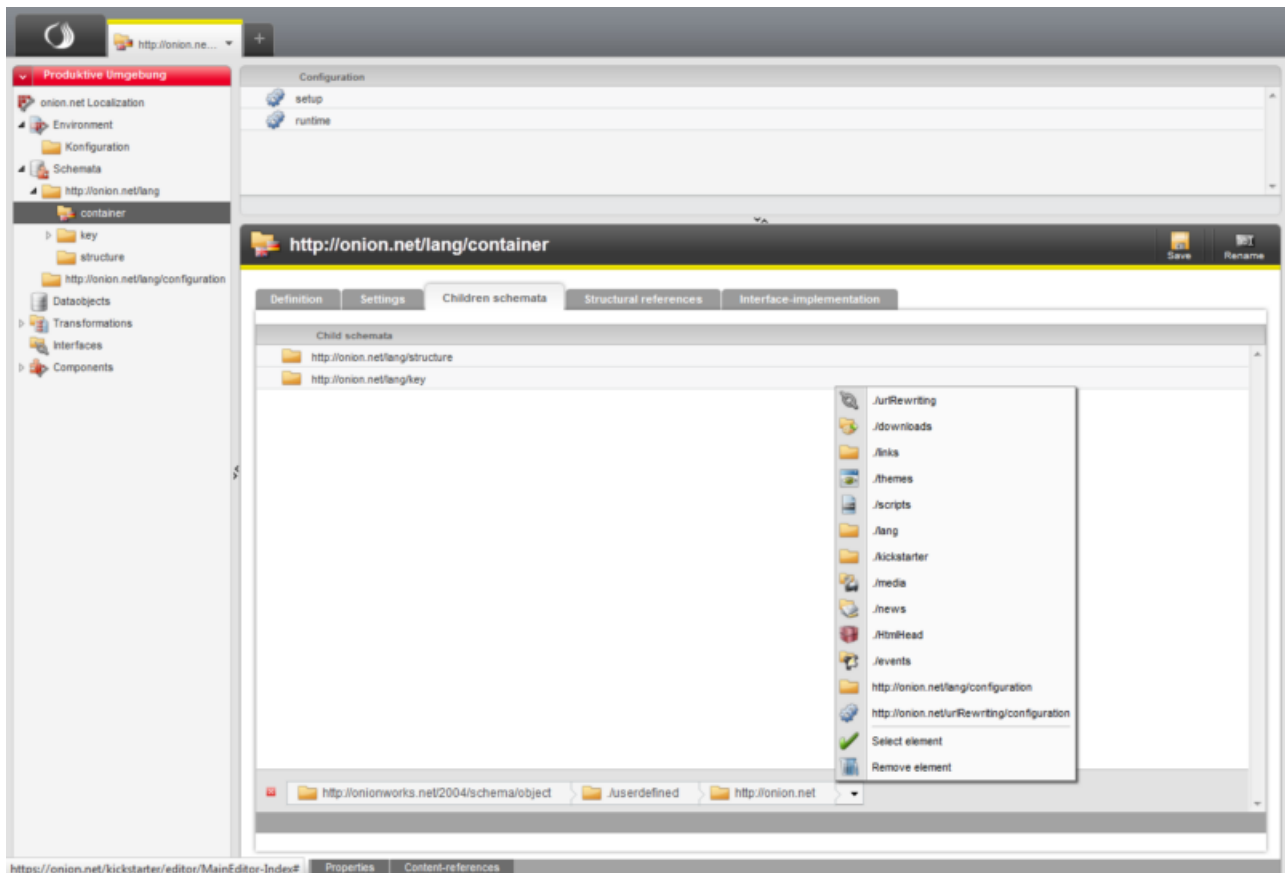 http://onion.ne...
+
Produktive Umgebung
onion.net Localization
Environment
Konfiguration
Schemata
http://onion.net/lang
container
key
structure
http://onion.net/lang/configuration
Dataobjects
Transformations
Interfaces
Components
Configuration
setup
runtime
http://onion.net/lang/container
Save
Rename
Definition
Settings
Children schemata
Structural references
Interface-implementation
Child schemata
http://onion.net/lang/structure
http://onion.net/lang/key
./urlRewriting
./downloads
./links
./themes
./scripts
./lang
./kickstarter
./media
./news
./HtmlHead
./events
http://onion.net/lang/configuration
http://onion.net/urlRewriting/configuration
Select element
Remove element
http://onionworks.net/2004/schema/object
./userdefined
http://onion.net
https://onion.net/kickstarter/editor/MainEditor-Index#
Properties
Content-references